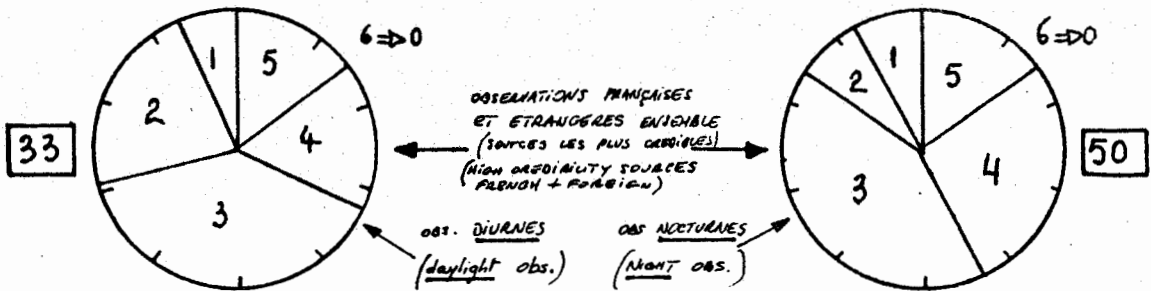 6⇒0
1
5
2
4
3
33
OBSERVATIONS FRANÇAISES
ET ETRANGERES ENSEMBLE
(SOURCES LES PLUS CREDIBLES)
(HIGH CREDIBILITY SOURCES
FRENCH + FOREIGN)
OBS. DIURNES
(daylight obs.)
OBS NOCTURNES
(NIGHT OBS.)
6⇒0
1
5
2
4
3
50